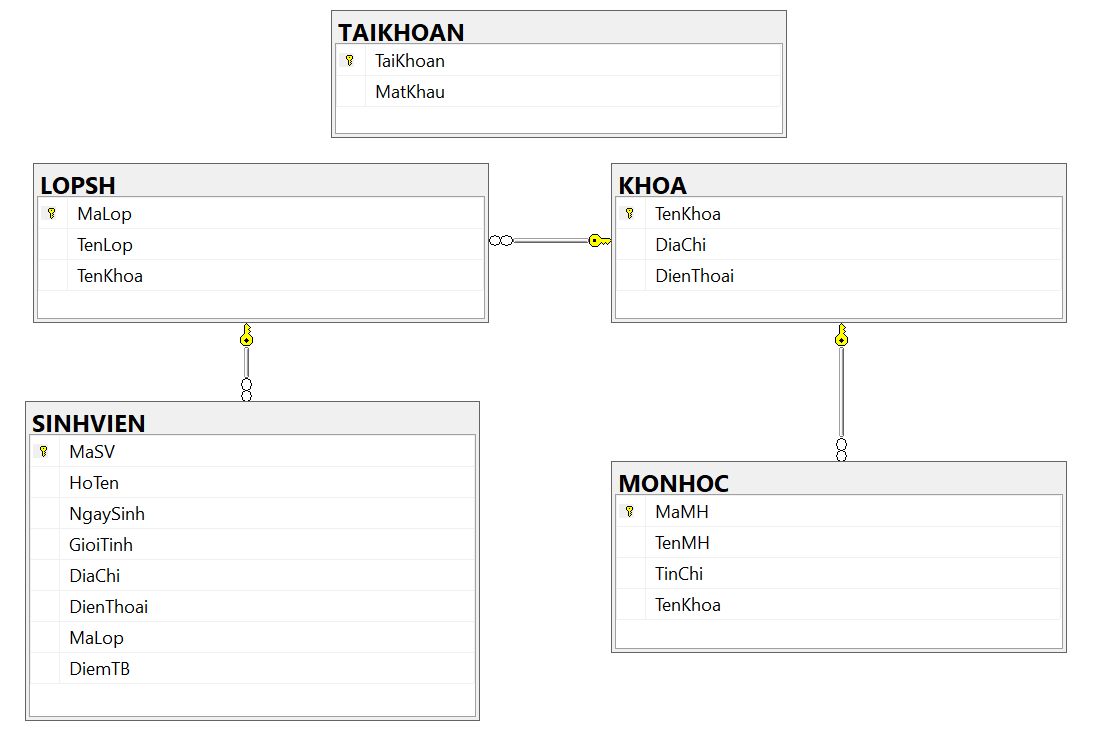 TAIKHOAN
TaiKhoan
MatKhau
LOPSH
MaLop
TenLop
TenKhoa
KHOA
TenKhoa
DiaChi
DienThoai
SINHVIEN
MaSV
HoTen
NgaySinh
GioiTinh
DiaChi
DienThoai
MaLop
DiemTB
MONHOC
MaMH
TenMH
TinChi
TenKhoa